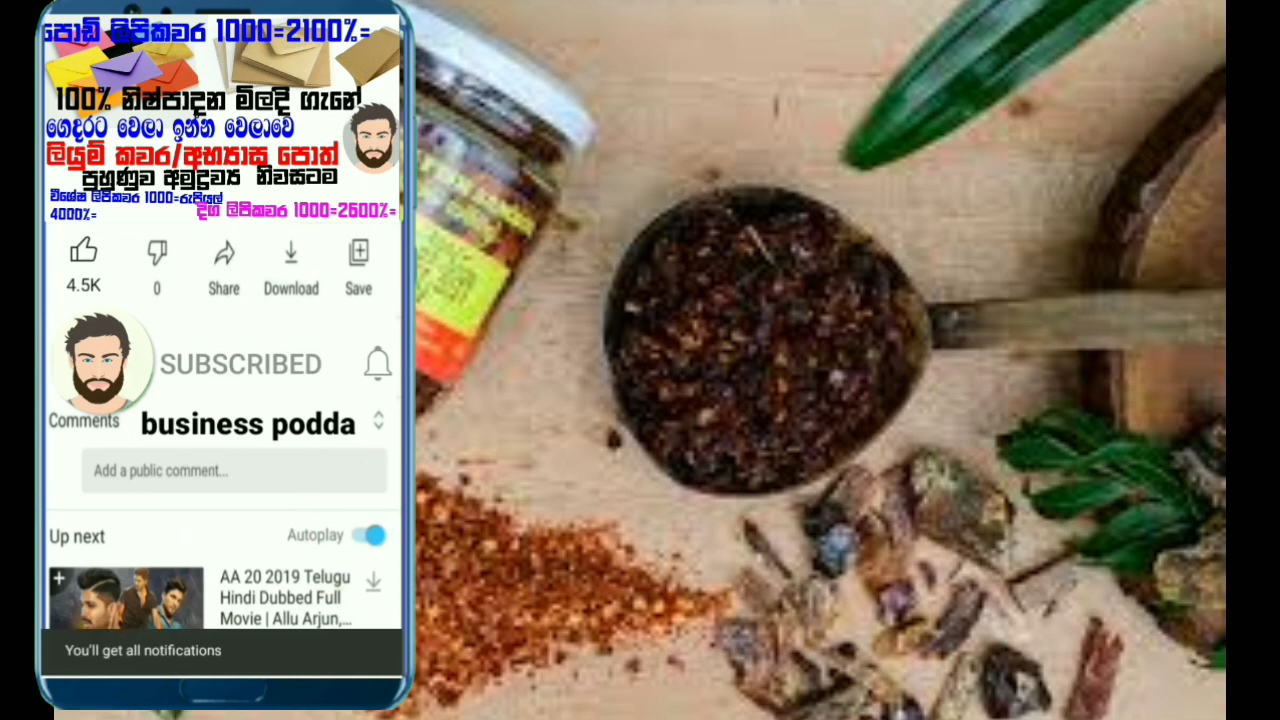 පොඩි ලිපිකවර 1000=2100%=
100% නිෂ්පාදන මිලදි ගැනේ
ගෙදරට වෙලා ඉන්න වෙලාවේ
ලියුම් කවර/අභ්‍යාස පොත්
පුහුණුව අමුද්‍රව්‍ය නිවසටම
විශේෂ ලිපිකවර 1000=රුපියල්
4000%=
දිග ලිපිකවර 1000=2600%=
4.5K
0
Share
Download
Save
SUBSCRIBED
Comments
business podda
Add a public comment...
Up next
Autoplay
AA 20 2019 Telugu
Hindi Dubbed Full
Movie | Allu Arjun,...
You'll get all notifications